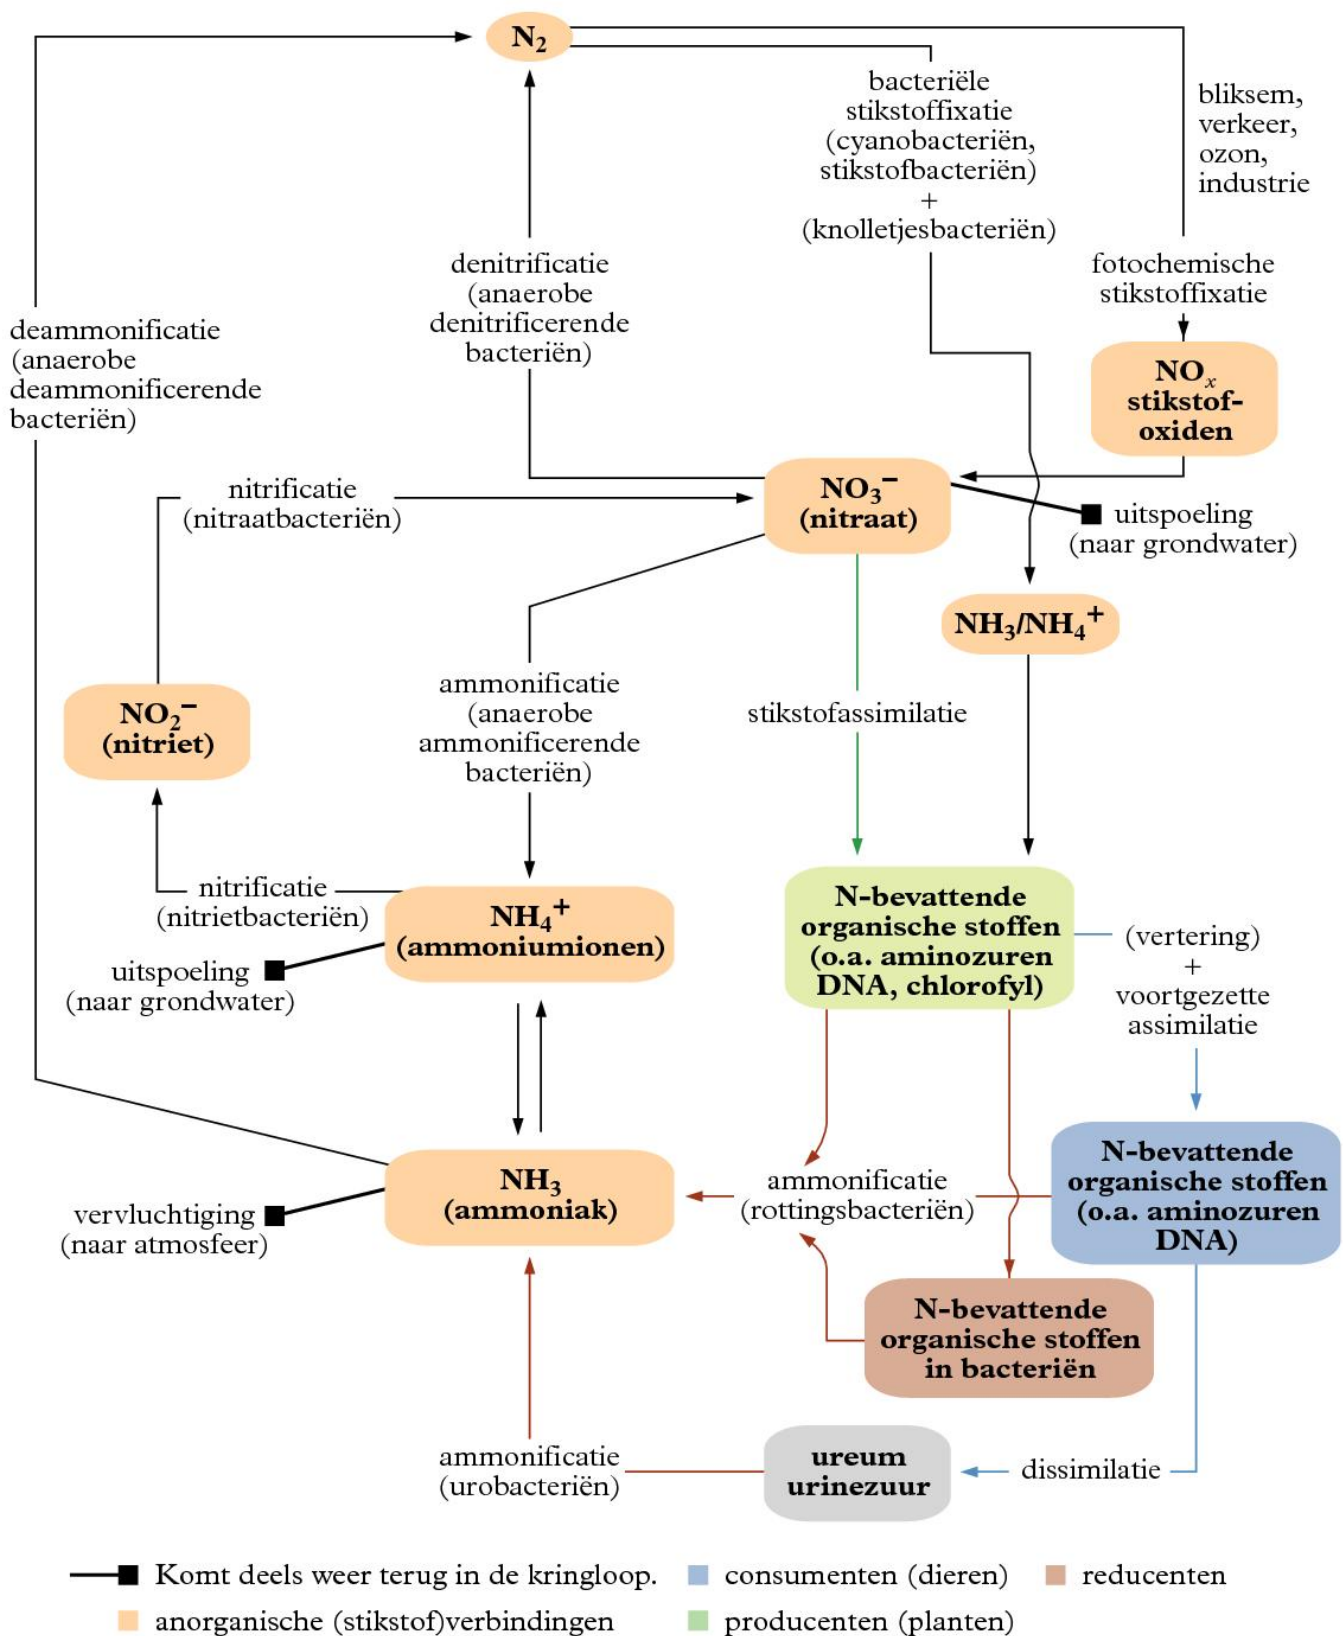 N₂
bacteriële
stikstoffixatie
(cyanobacteriën,
stikstofbacteriën)
+
(knolletjesbacteriën)
bliksem,
verkeer,
ozon,
industrie
denitrificatie
(anaerobe
denitrificerende
bacteriën)
fotochemische
stikstoffixatie
deammonificatie
(anaerobe
deammonificerende
bacteriën)
NOₓ
stikstof-
oxiden
nitrificatie
(nitraatbacteriën)
NO₃⁻
(nitraat)
uitspoeling
(naar grondwater)
NH₃/NH₄⁺
NO₂⁻
(nitriet)
ammonificatie
(anaerobe
ammonificerende
bacteriën)
stikstofassimilatie
nitrificatie
(nitrietbacteriën)
NH₄⁺
(ammoniumionen)
uitspoeling
(naar grondwater)
N-bevattende
organische stoffen
(o.a. aminozuren
DNA, chlorofyl)
(vertering)
+
voortgezette
assimilatie
NH₃
(ammoniak)
vervluchtiging
(naar atmosfeer)
ammonificatie
(rottingsbacteriën)
N-bevattende
organische stoffen
(o.a. aminozuren
DNA)
N-bevattende
organische stoffen
in bacteriën
ammonificatie
(urobacteriën)
ureum
urinezuur
dissimilatie
Komt deels weer terug in de kringloop.
consumenten (dieren)
reducenten
anorganische (stikstof)verbindingen
producenten (planten)